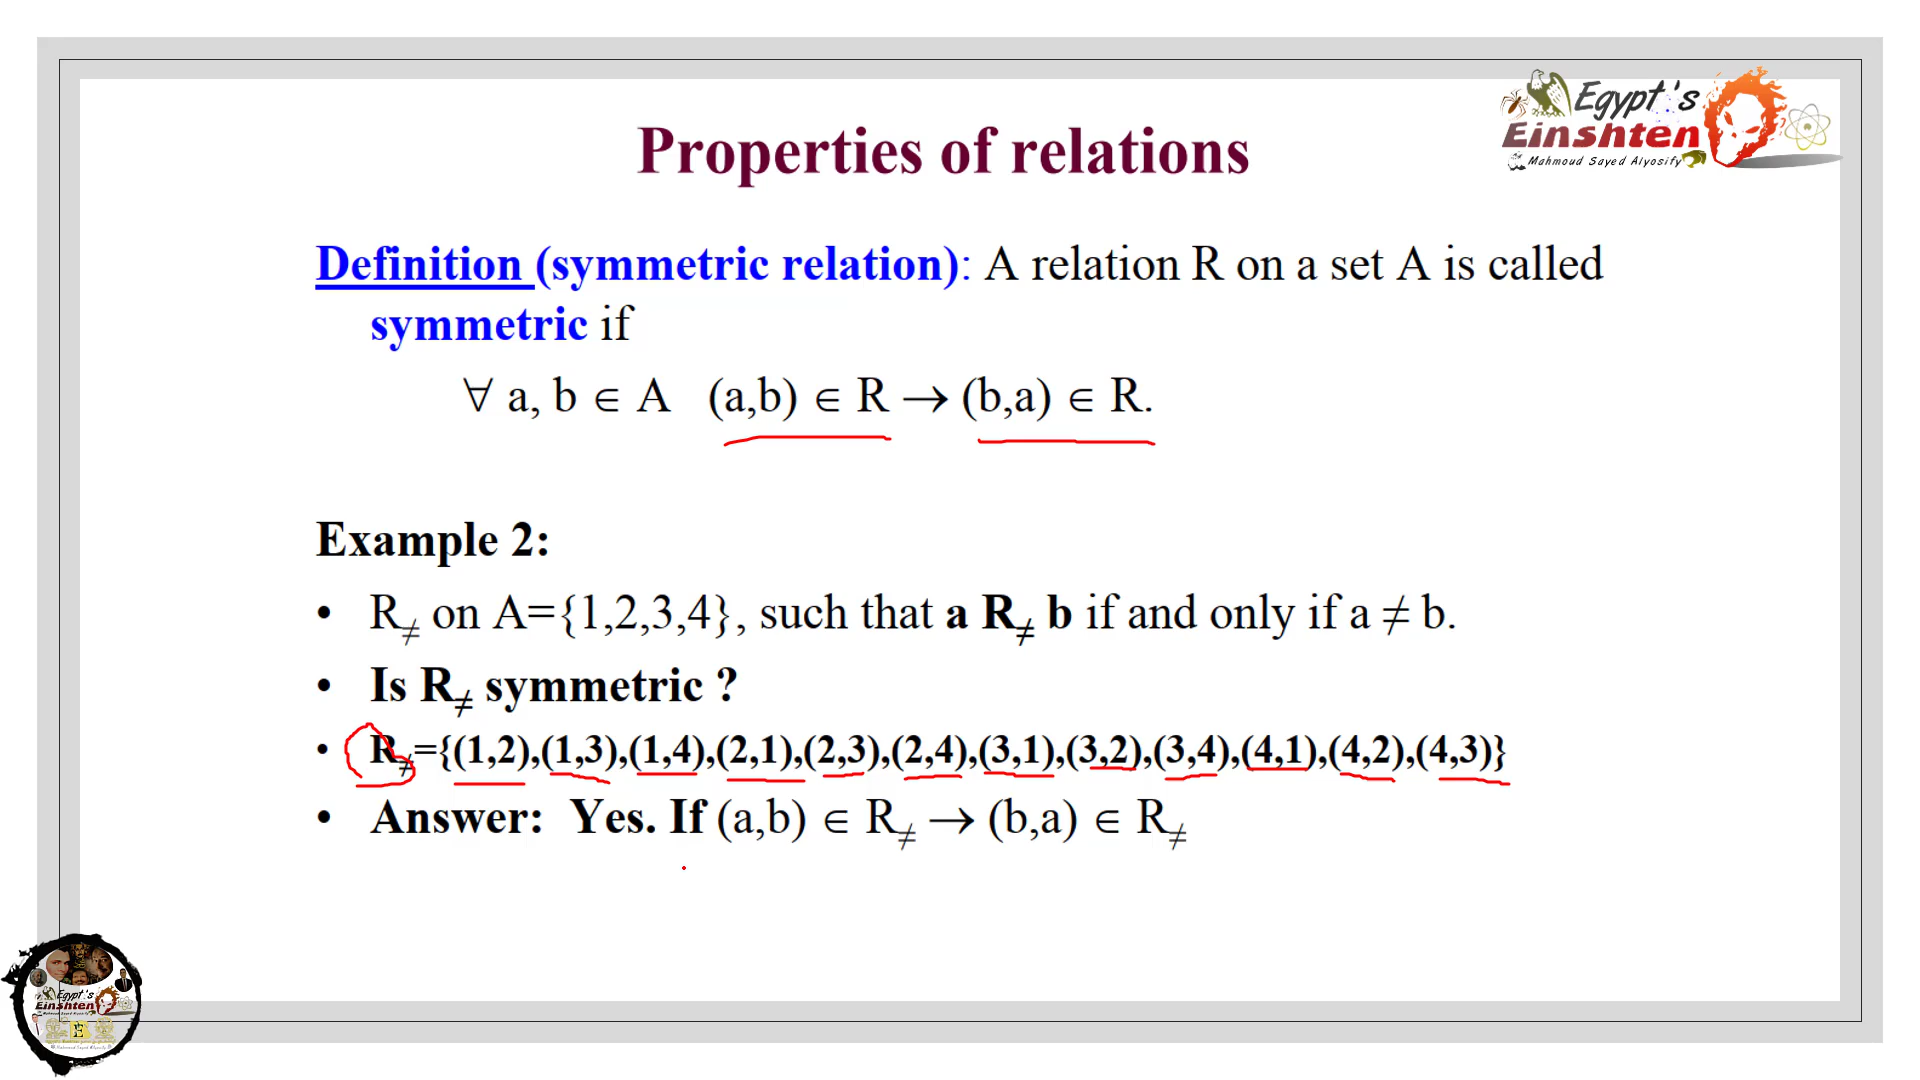 Egypt's
Einshten
Mahmoud Sayed Alyosify
Properties of relations
Definition (symmetric relation): A relation R on a set A is called
symmetric if
∀ a, b ∈ A (a,b) ∈ R → (b,a) ∈ R.
Example 2:
• R≠ on A={1,2,3,4}, such that a R≠ b if and only if a ≠ b.
• Is R≠ symmetric ?
• R≠={(1,2),(1,3),(1,4),(2,1),(2,3),(2,4),(3,1),(3,2),(3,4),(4,1),(4,2),(4,3)}
• Answer: Yes. If (a,b) ∈ R≠ → (b,a) ∈ R≠
Egypt's
Einshten